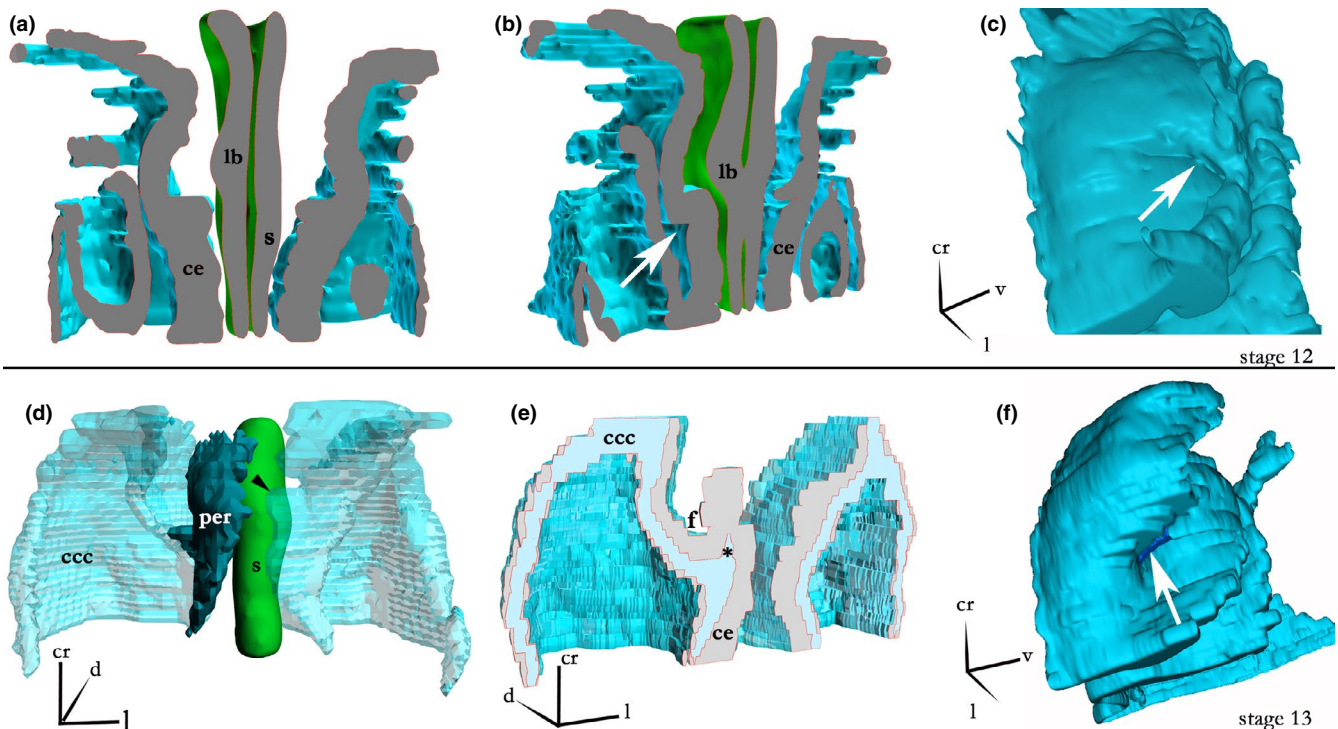 (a)
lb
s
ce
(b)
lb
ce
(c)
cr
v
l
stage 12
(d)
per
ccc
s
cr
d
l
(e)
ccc
f
*
ce
cr
d
l
(f)
cr
v
l
stage 13